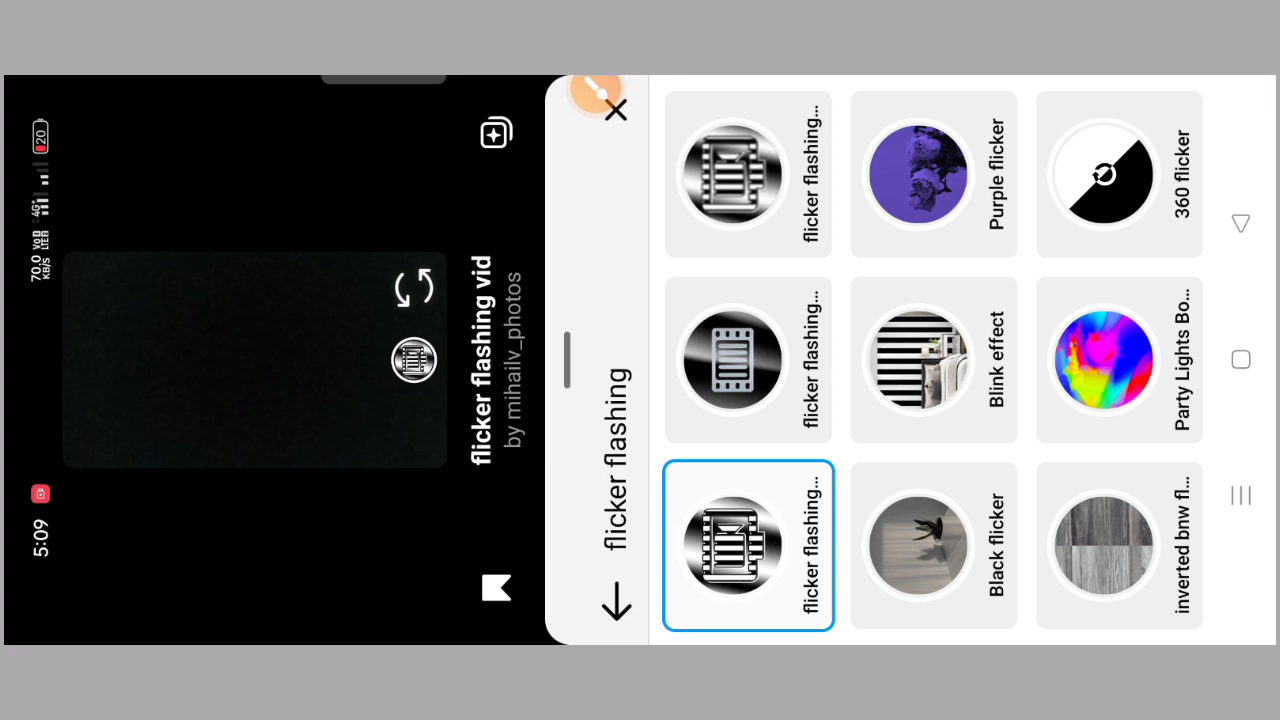 5:09
70.0 KB/S
Vo)) LTE
4G+
20
flicker flashing vid
by mihailv_photos
flicker flashing
flicker flashing...
flicker flashing...
flicker flashing...
Black flicker
Blink effect
Purple flicker
inverted bnw fl...
Party Lights Bo...
360 flicker